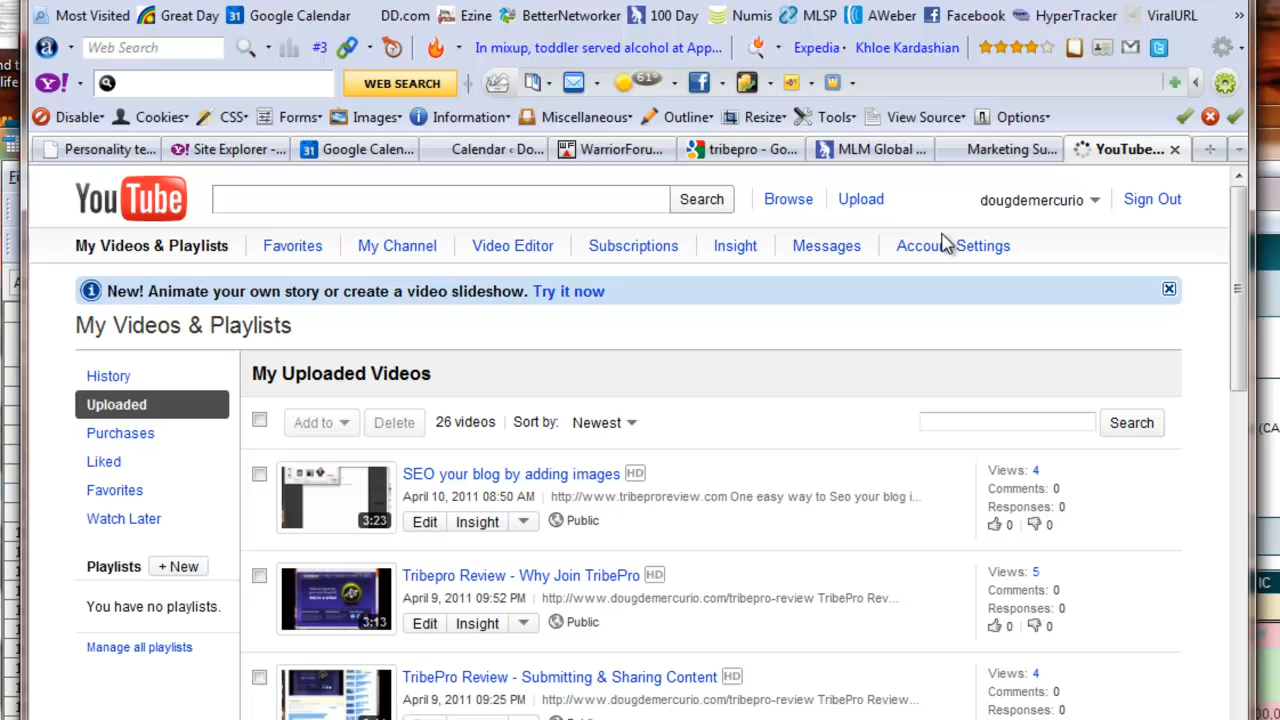 Most Visited Great Day 31 Google Calendar DD.com Ezine BetterNetworker 100 Day Numis MLSP AWeber Facebook HyperTracker ViralURL »
Web Search #3 In mixup, toddler served alcohol at App... Expedia · Khloe Kardashian
Y! WEB SEARCH 61°
Disable Cookies CSS Forms Images Information Miscellaneous Outline Resize Tools View Source Options
Personality te... Site Explorer -... 31 Google Calen... Calendar ‹ Do... WarriorForu... tribepro - Go... MLM Global ... Marketing Su... YouTube...
YouTube Search Browse Upload dougdemercurio Sign Out
My Videos & Playlists Favorites My Channel Video Editor Subscriptions Insight Messages Account Settings
New! Animate your own story or create a video slideshow. Try it now
My Videos & Playlists
History
Uploaded
Purchases
Liked
Favorites
Watch Later
Playlists + New
You have no playlists.
Manage all playlists
My Uploaded Videos
Add to Delete 26 videos Sort by: Newest Search
SEO your blog by adding images HD
April 10, 2011 08:50 AM http://www.tribeproreview.com One easy way to Seo your blog i...
3:23 Edit Insight Public
Views: 4
Comments: 0
Responses: 0
0 0
Tribepro Review - Why Join TribePro HD
April 9, 2011 09:52 PM http://www.dougdemercurio.com/tribepro-review TribePro Rev...
3:13 Edit Insight Public
Views: 5
Comments: 0
Responses: 0
0 0
TribePro Review - Submitting & Sharing Content HD
April 9, 2011 09:25 PM http://www.dougdemercurio.com/tribepro-review TribePro Review...
Views: 4
Comments: 0
Responses: 0